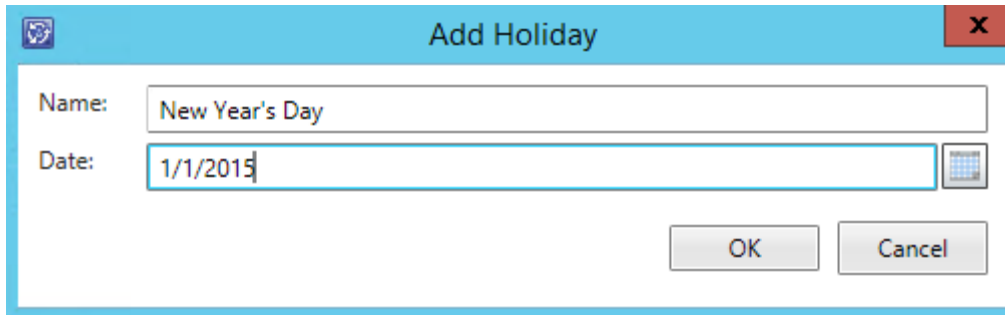 Add Holiday
x
Name: New Year's Day
Date: 1/1/2015
OK Cancel